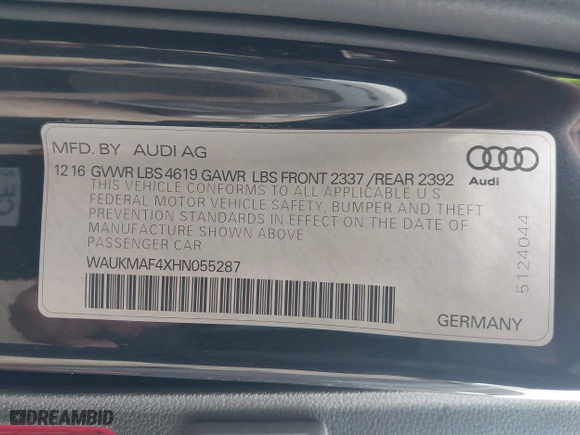 MFD. BY AUDI AG
12 16 GVWR LBS 4619 GAWR LBS FRONT 2337 / REAR 2392
THIS VEHICLE CONFORMS TO ALL APPLICABLE U S
FEDERAL MOTOR VEHICLE SAFETY, BUMPER AND THEFT
PREVENTION STANDARDS IN EFFECT ON THE DATE OF
MANUFACTURE SHOWN ABOVE
PASSENGER CAR
WAUKMAF4XHN055287
Audi
5124044
GERMANY
DREAMBID